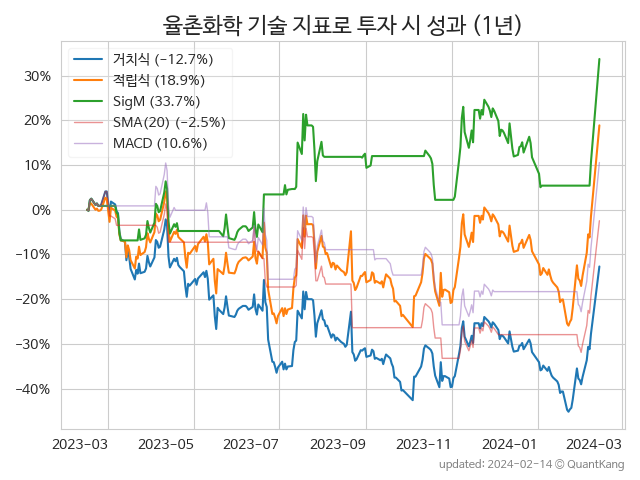 율촌화학 기술 지표로 투자 시 성과 (1년)
거치식 (−12.7%)
적립식 (18.9%)
SigM (33.7%)
SMA(20) (−2.5%)
MACD (10.6%)
30%
20%
10%
0%
−10%
−20%
−30%
−40%
2023-03 2023-05 2023-07 2023-09 2023-11 2024-01 2024-03
updated: 2024-02-14 © QuantKang